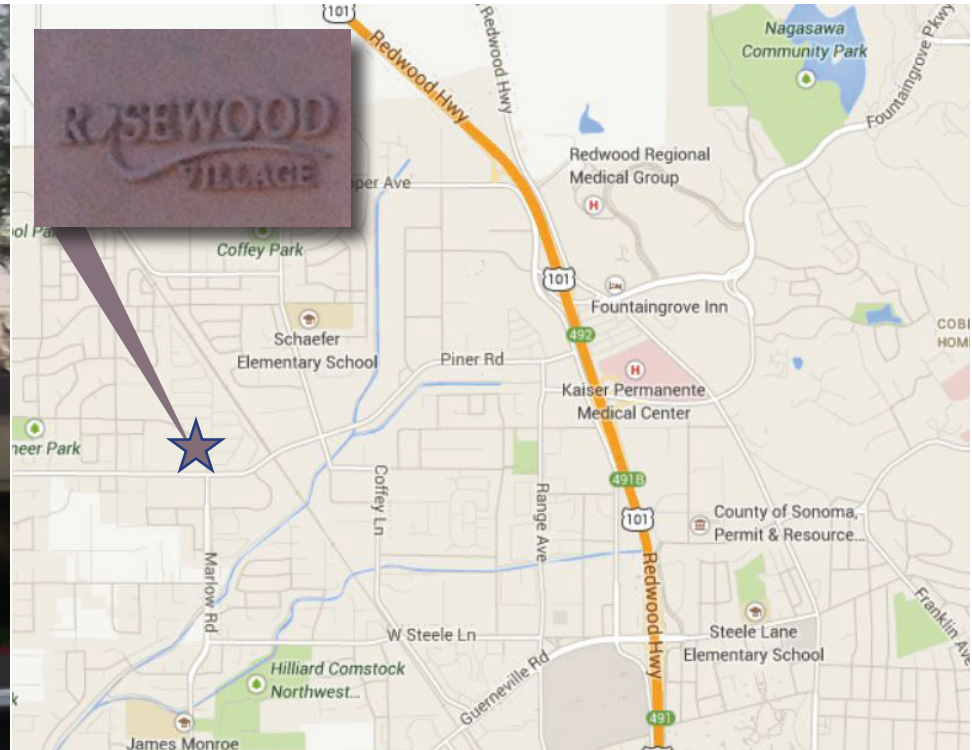 101
Redwood Hwy
Redwood Hwy
Nagasawa
Community Park
Fountaingrove Pkwy
ROSEWOOD
VILLAGE
Redwood Regional
Medical Group
H
per Ave
Coffey Park
101
Fountaingrove Inn
492
Schaefer
Elementary School
Piner Rd
H
Kaiser Permanente
Medical Center
neer Park
491B
Coffey Ln
Range Ave
101
County of Sonoma,
Permit & Resource...
Marlow Rd
Redwood Hwy
Franklin Ave
W Steele Ln
Steele Lane
Elementary School
Guerneville Rd
Hilliard Comstock
Northwest...
491
James Monroe